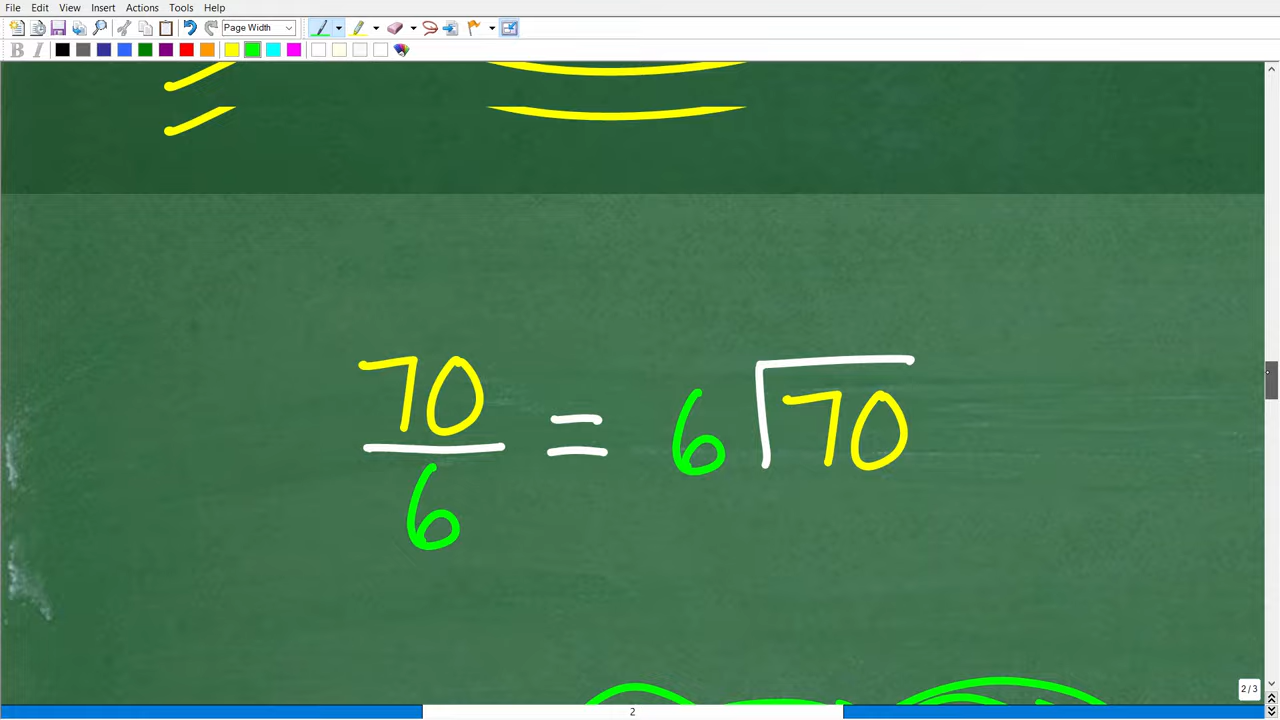 File Edit View Insert Actions Tools Help
Page Width
B I
70/6 = 6⟌70
2/3
2